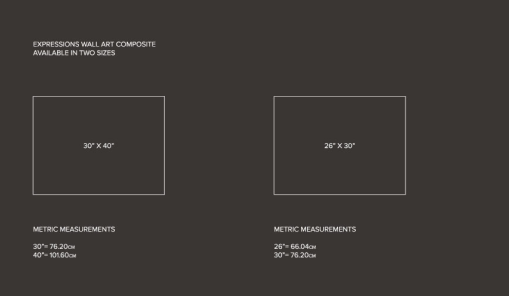 EXPRESSIONS WALL ART COMPOSITE
AVAILABLE IN TWO SIZES
30" X 40"
26" X 30"
METRIC MEASUREMENTS
30"= 76.20CM
40"= 101.60CM
METRIC MEASUREMENTS
26"= 66.04CM
30"= 76.20CM